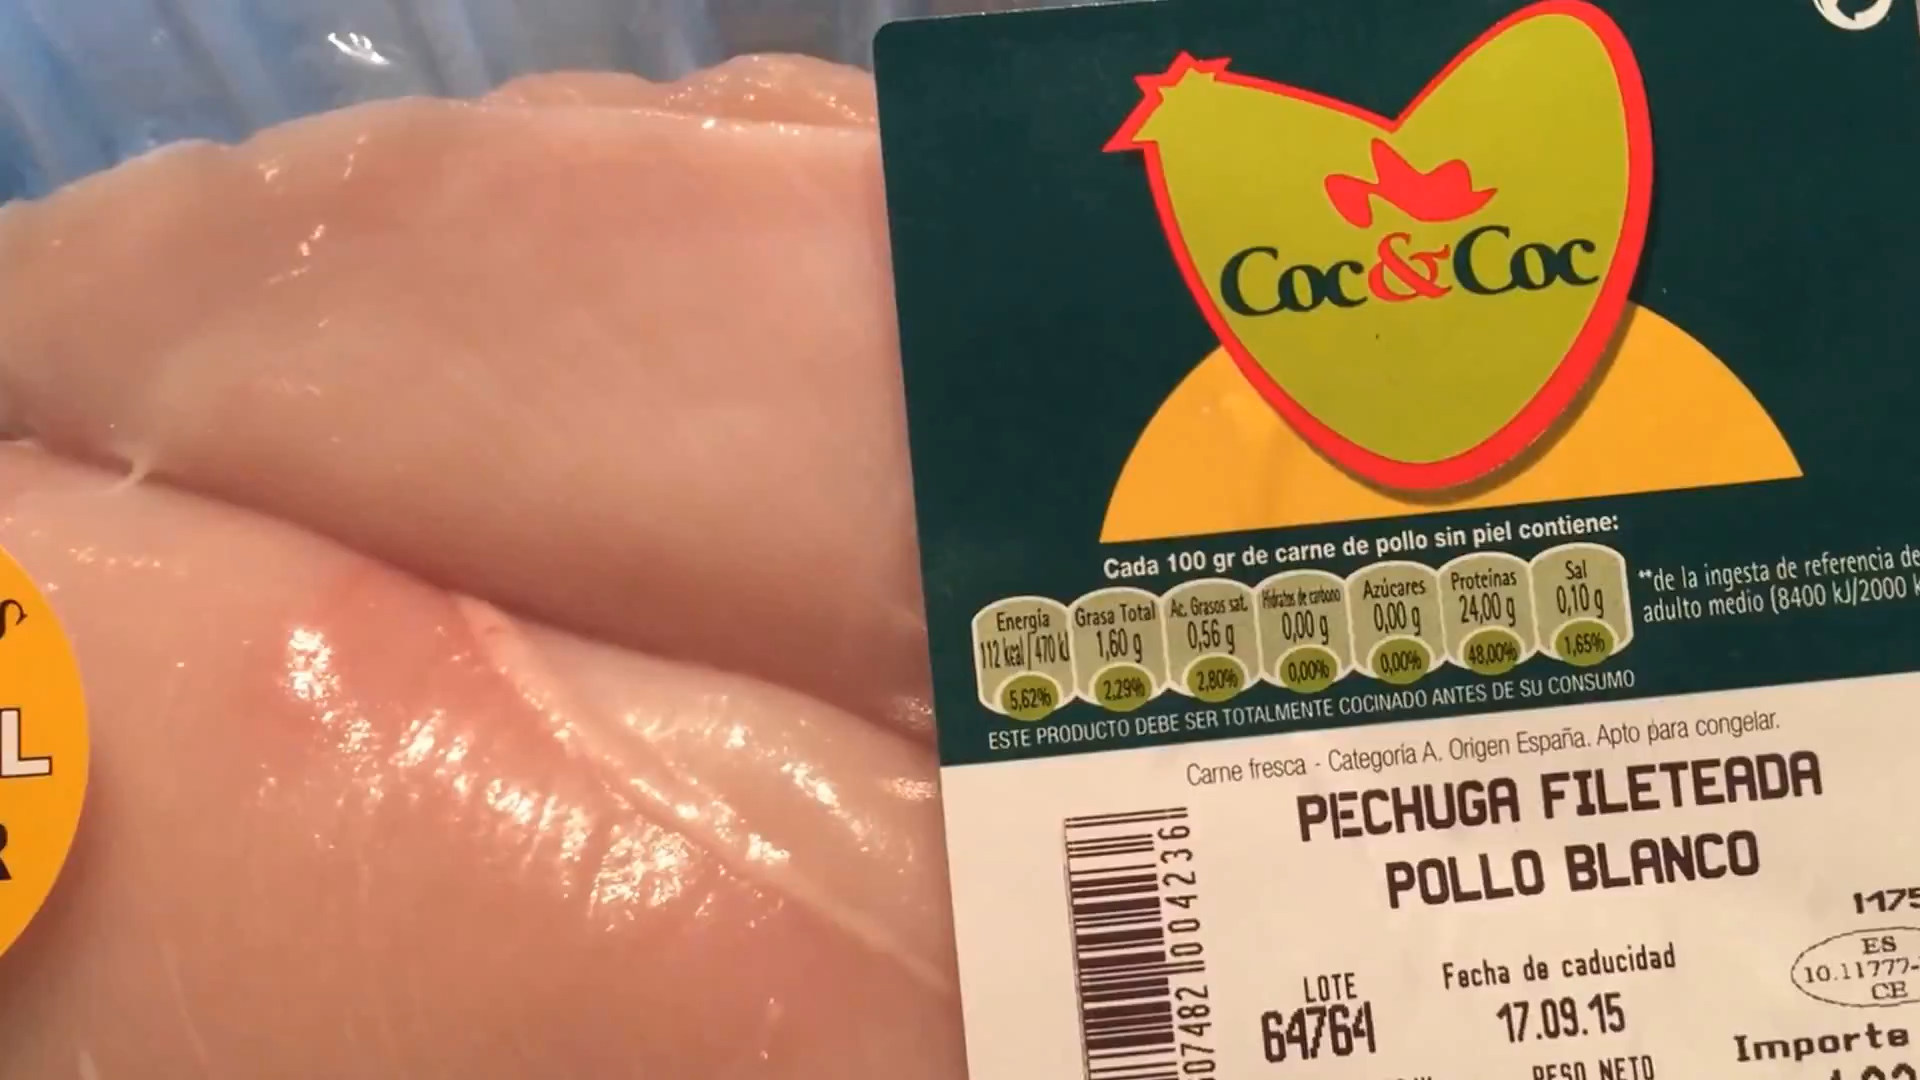 Coc&Coc
Cada 100 gr de carne de pollo sin piel contiene:
Energía
112 kcal/470 kJ
5,62%
Grasa Total
1,60 g
2,29%
Ac. Grasos sat.
0,56 g
2,80%
Hidratos de carbono
0,00 g
0,00%
Azúcares
0,00 g
0,00%
Proteínas
24,00 g
48,00%
Sal
0,10 g
1,65%
**de la ingesta de referencia de
adulto medio (8400 kJ/2000 k
ESTE PRODUCTO DEBE SER TOTALMENTE COCINADO ANTES DE SU CONSUMO
Carne fresca - Categoría A. Origen España. Apto para congelar.
PECHUGA FILETEADA
POLLO BLANCO
LOTE
64764
Fecha de caducidad
17.09.15
PESO NETO
1175
ES
10.11777-
CE
Importe
07482 004236
L
R